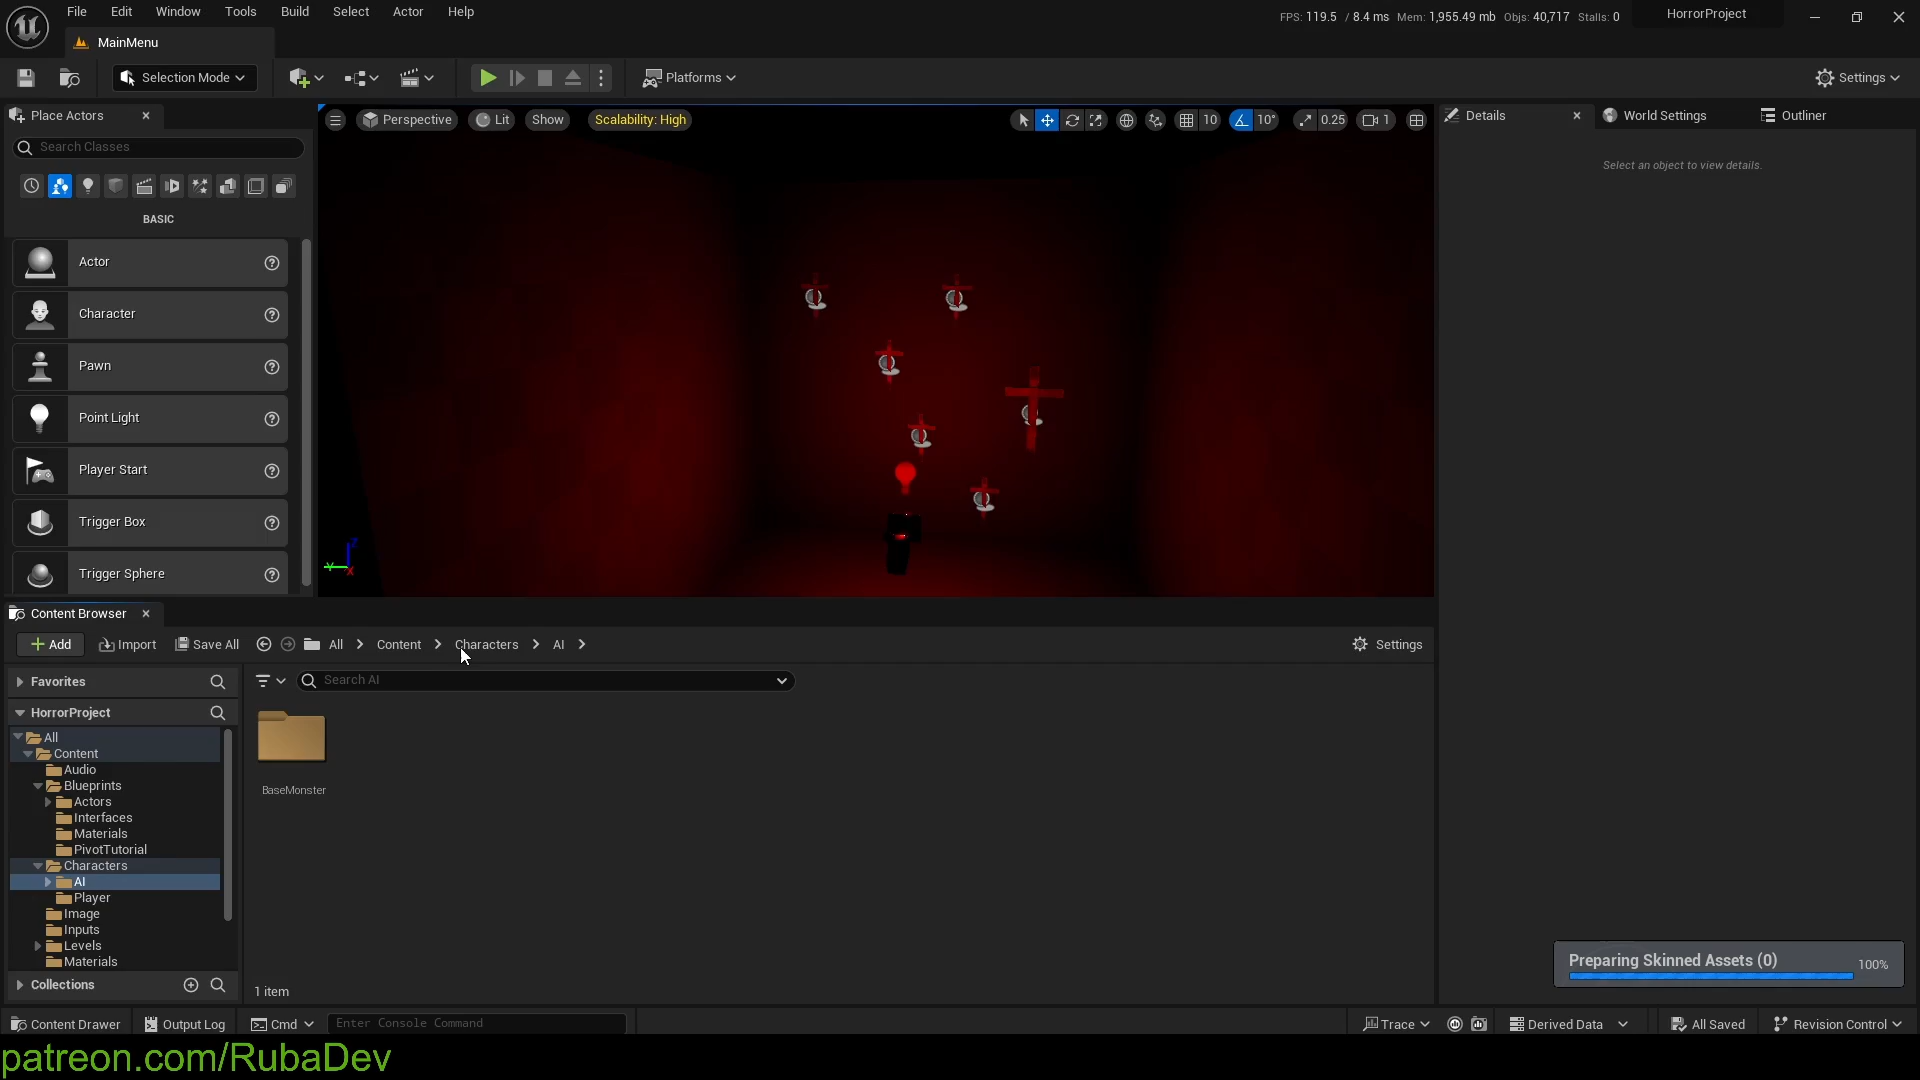 File Edit Window Tools Build Select Actor Help
FPS: 119.5 / 8.4 ms Mem: 1,955.49 mb Objs: 40,717 Stalls: 0
HorrorProject
MainMenu
Selection Mode
Platforms
Settings
Place Actors
Search Classes
BASIC
Actor
Character
Pawn
Point Light
Player Start
Trigger Box
Trigger Sphere
Perspective Lit Show Scalability: High
10 10° 0.25 1
Details World Settings Outliner
Select an object to view details.
Content Browser
Add Import Save All All Content Characters AI Settings
Favorites
Search AI
HorrorProject
All
Content
Audio
Blueprints
Actors
Interfaces
Materials
PivotTutorial
Characters
AI
Player
Image
Inputs
Levels
Materials
Collections
BaseMonster
1 item
Preparing Skinned Assets (0) 100%
Content Drawer Output Log Cmd Enter Console Command Trace Derived Data All Saved Revision Control
patreon.com/RubaDev